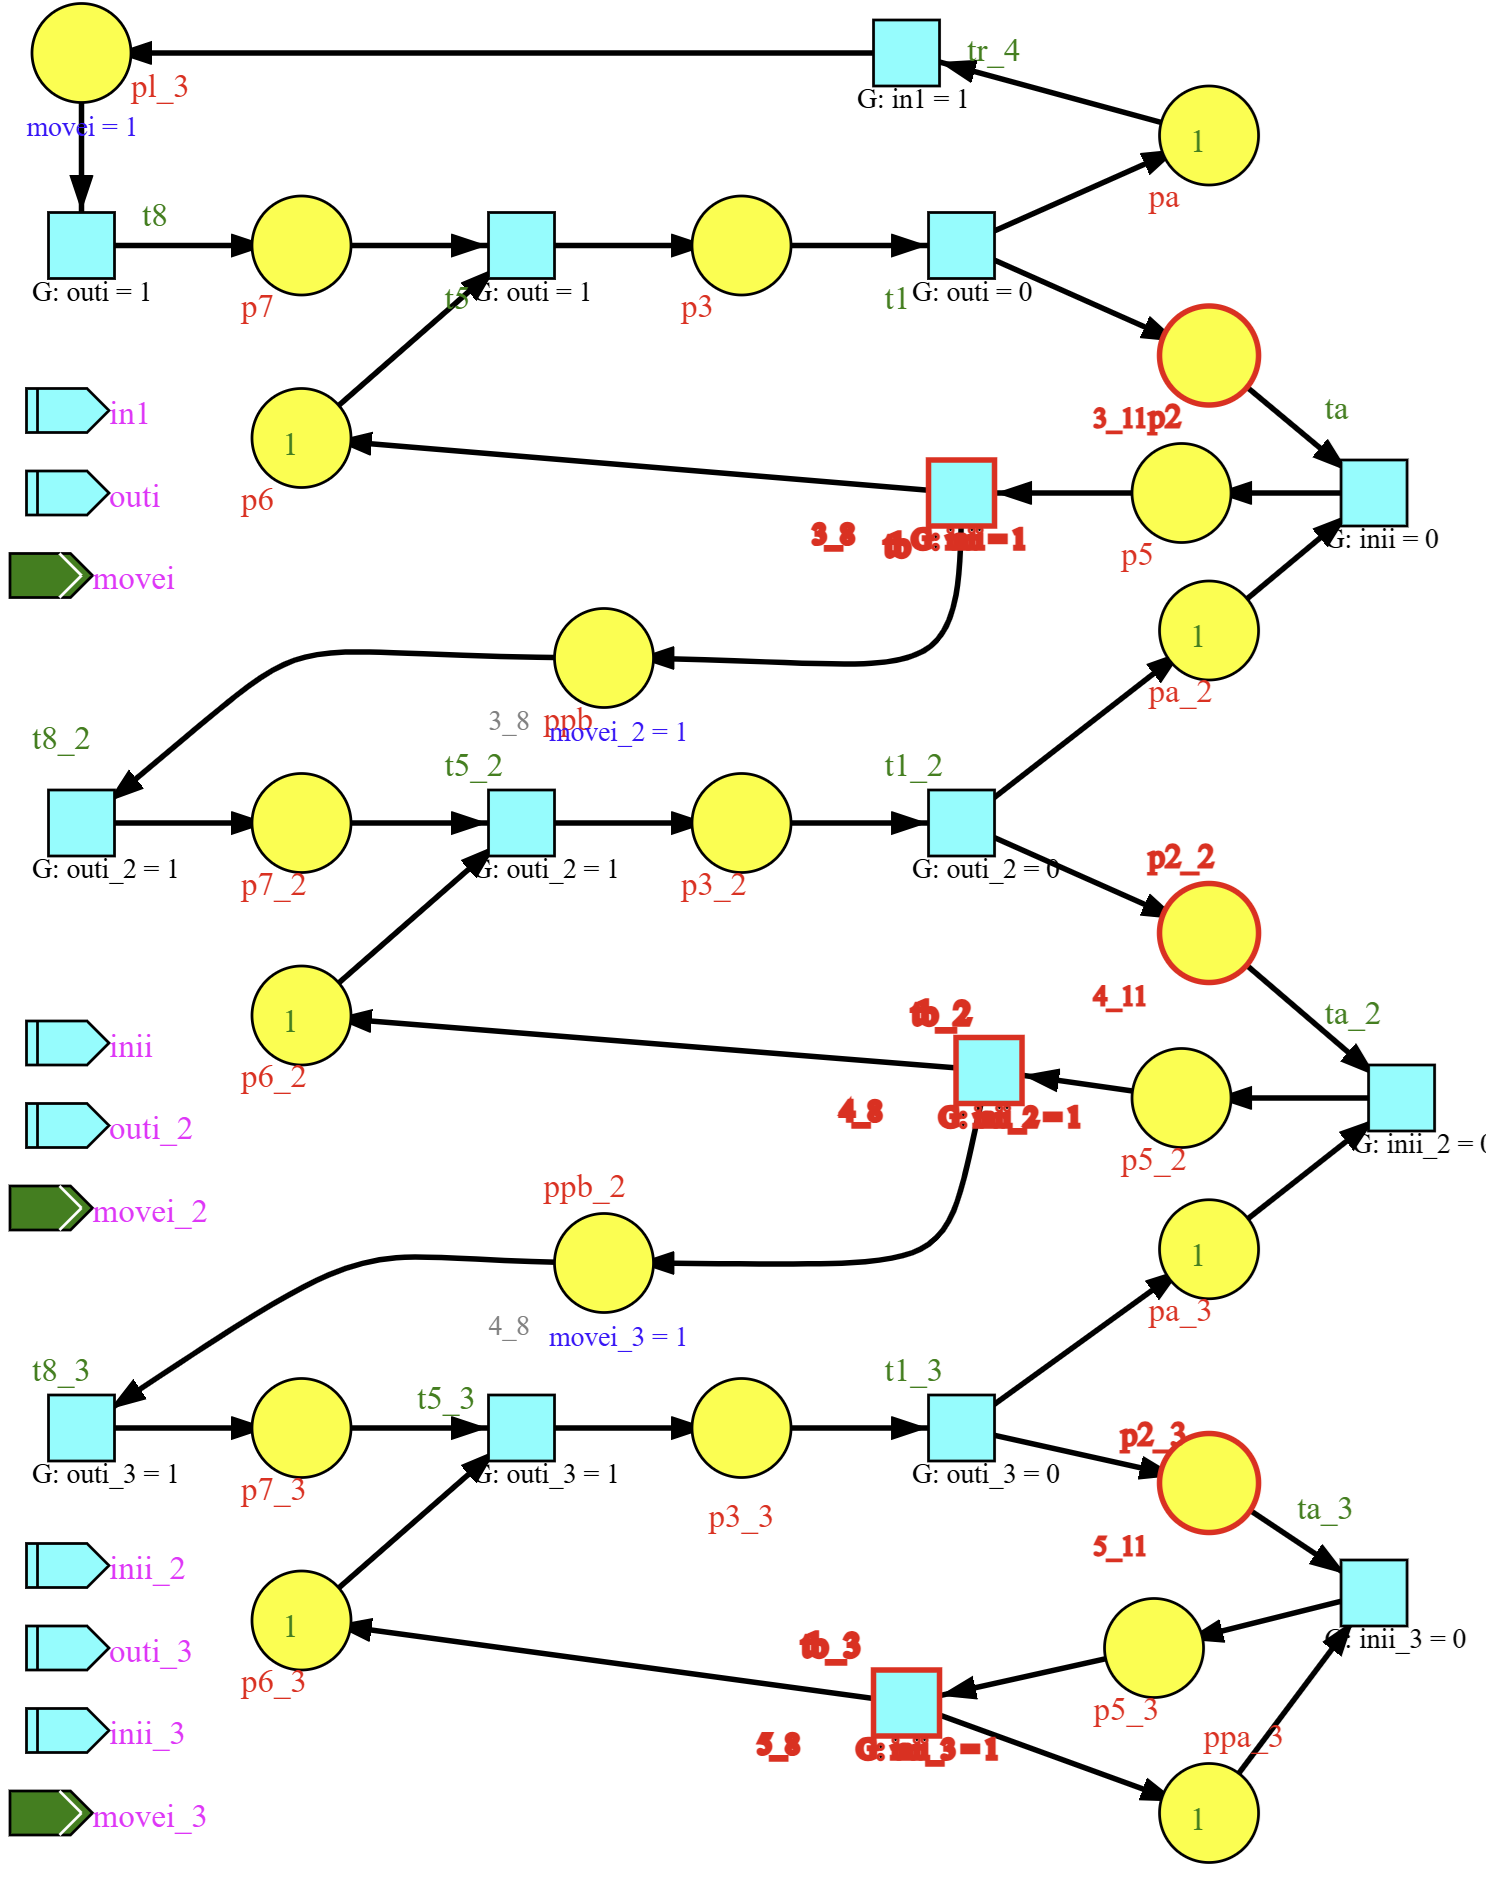 tr_4
pl_3
G: in1 = 1
movei = 1
1
pa
t8
G: outi = 1
p7
t5
G: outi = 1
p3
t1
G: outi = 0
in1
ta
3_11p2
1
p6
outi
3_8
tb
G: inii = 1
p5
G: inii = 0
movei
1
pa_2
3_8
ppb
movei_2 = 1
t8_2
t5_2
t1_2
G: outi_2 = 1
p7_2
G: outi_2 = 1
p3_2
G: outi_2 = 0
p2_2
4_11
1
p6_2
tb_2
ta_2
inii
outi_2
4_8
G: inii_2 = 1
p5_2
G: inii_2 = 0
movei_2
ppb_2
1
pa_3
4_8
movei_3 = 1
t8_3
t5_3
t1_3
G: outi_3 = 1
p7_3
G: outi_3 = 1
p3_3
G: outi_3 = 0
p2_3
ta_3
5_11
inii_2
1
p6_3
outi_3
tb_3
G: inii_3 = 0
p5_3
inii_3
5_8
G: inii_3 = 1
ppa_3
movei_3
1